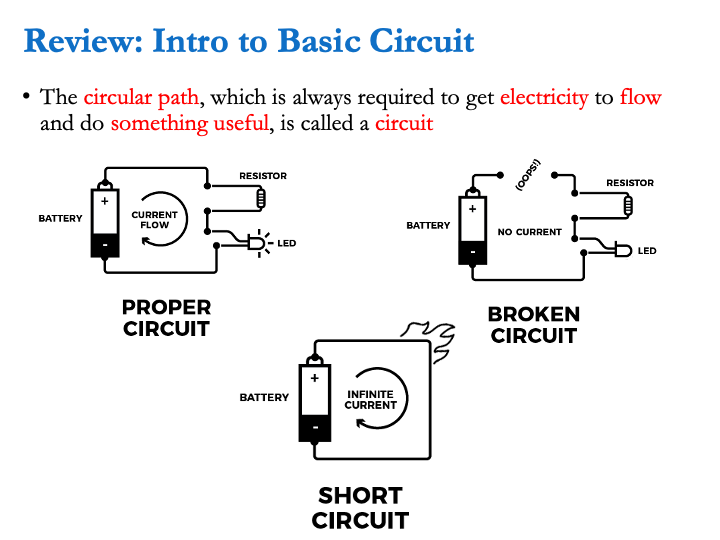 Review: Intro to Basic Circuit
• The circular path, which is always required to get electricity to flow
and do something useful, is called a circuit
RESISTOR
BATTERY
+
CURRENT
FLOW
-
LED
PROPER
CIRCUIT
(OOPS!)
RESISTOR
BATTERY
+
NO CURRENT
-
LED
BROKEN
CIRCUIT
BATTERY
+
INFINITE
CURRENT
-
SHORT
CIRCUIT